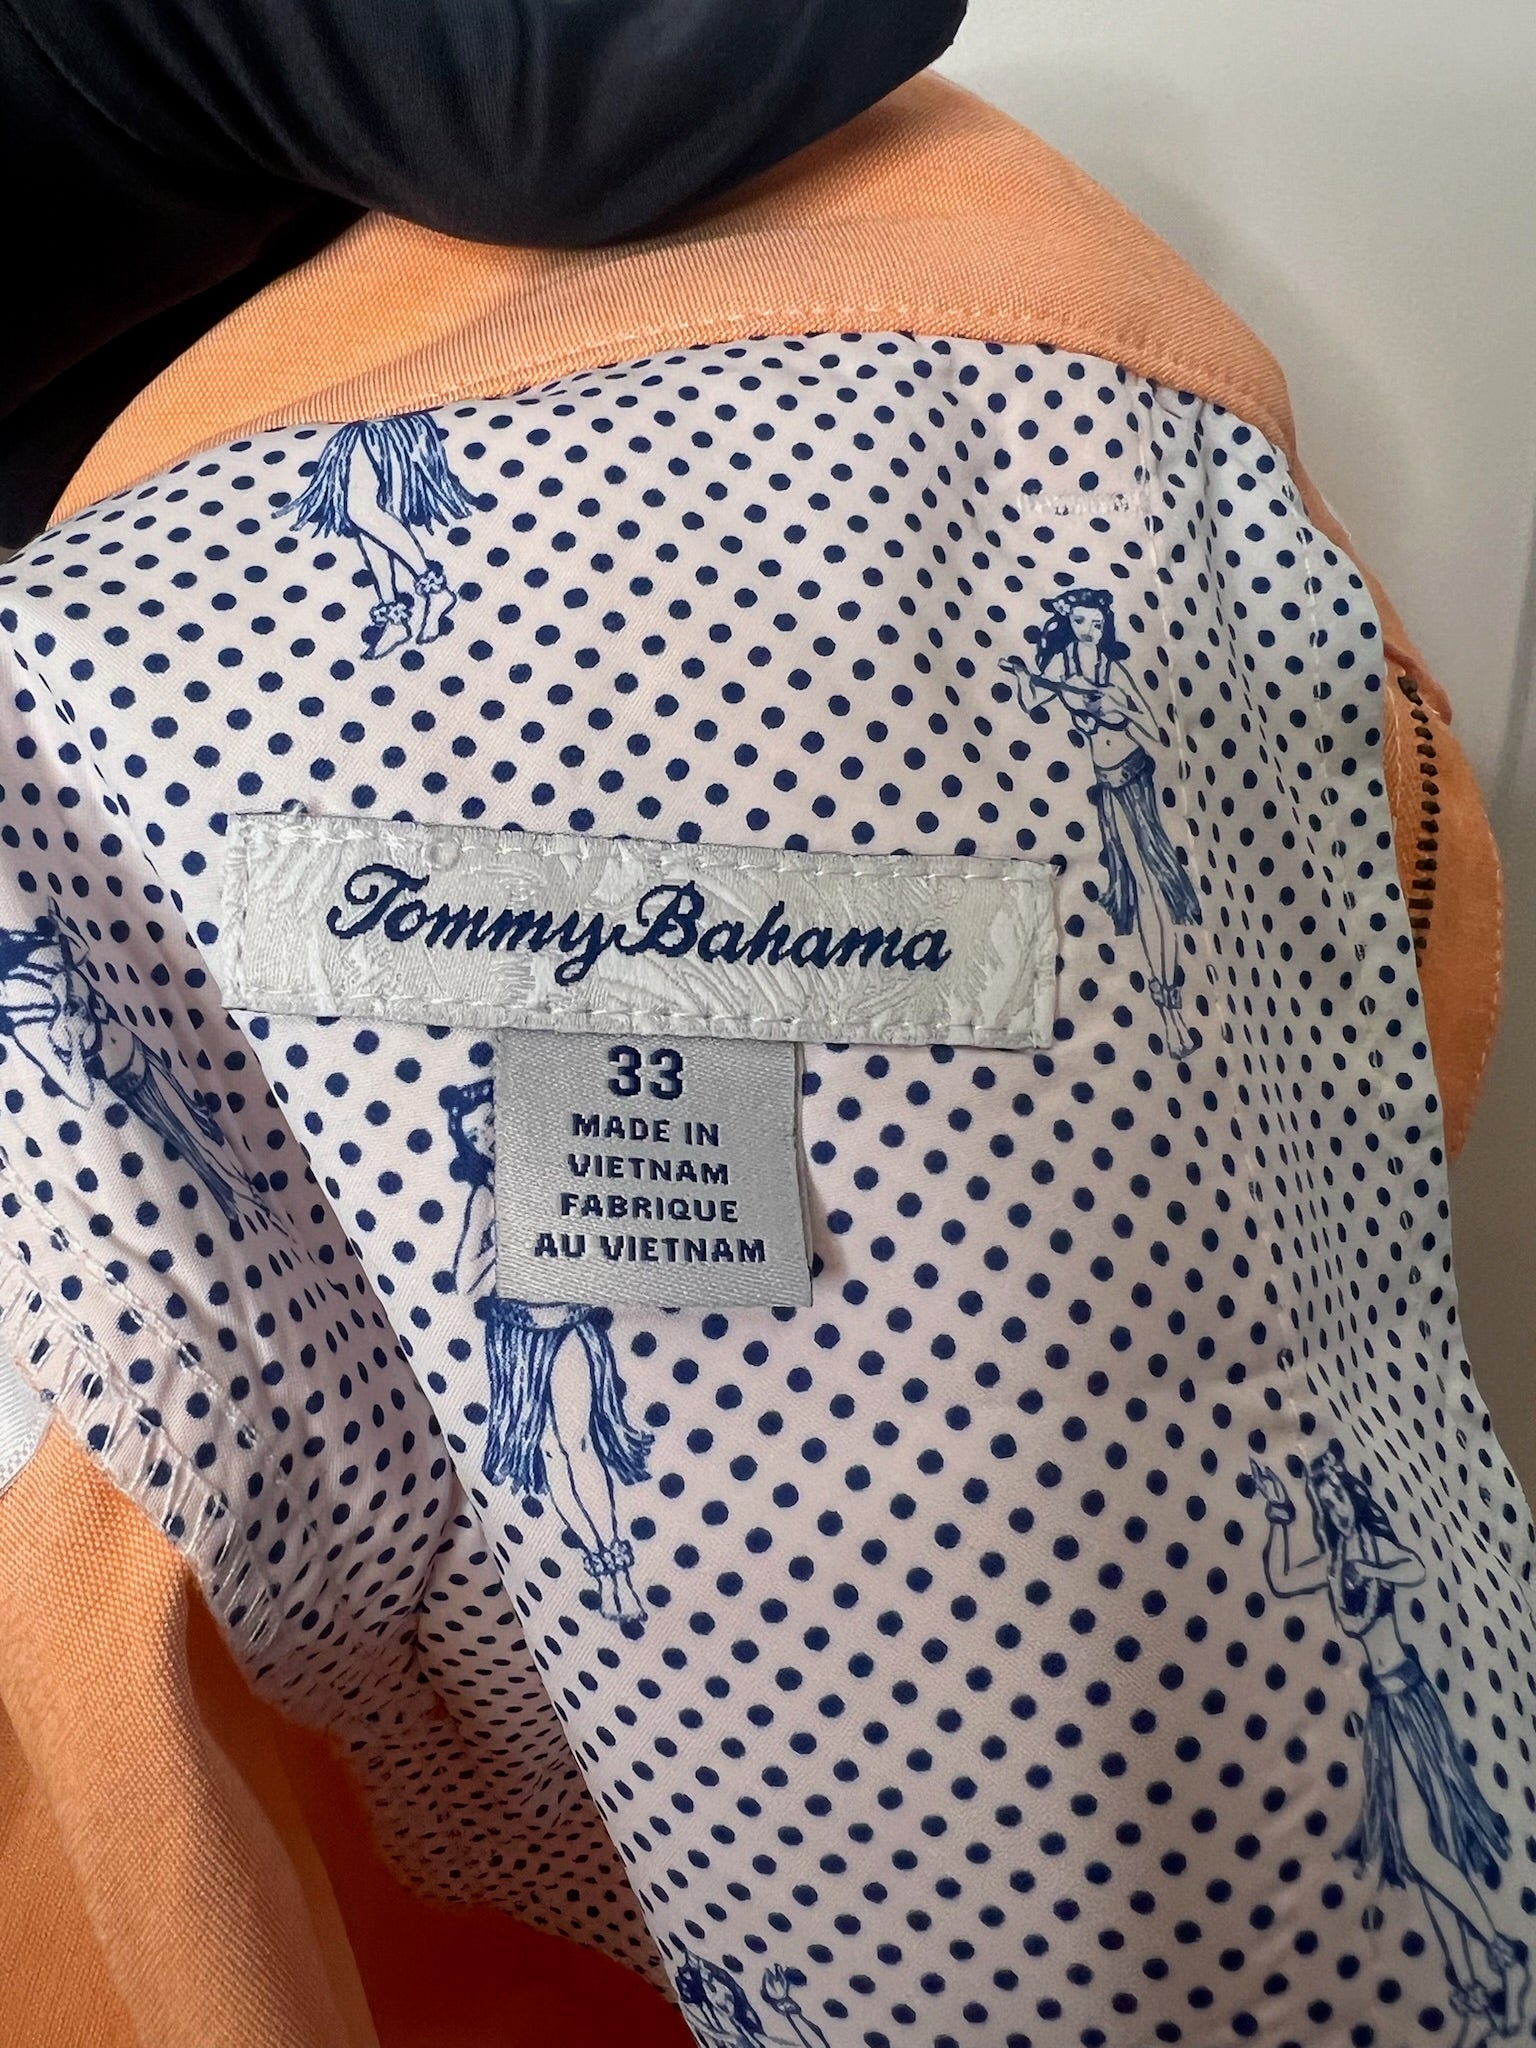 Tommy Bahama
33
MADE IN
VIETNAM
FABRIQUE
AU VIETNAM